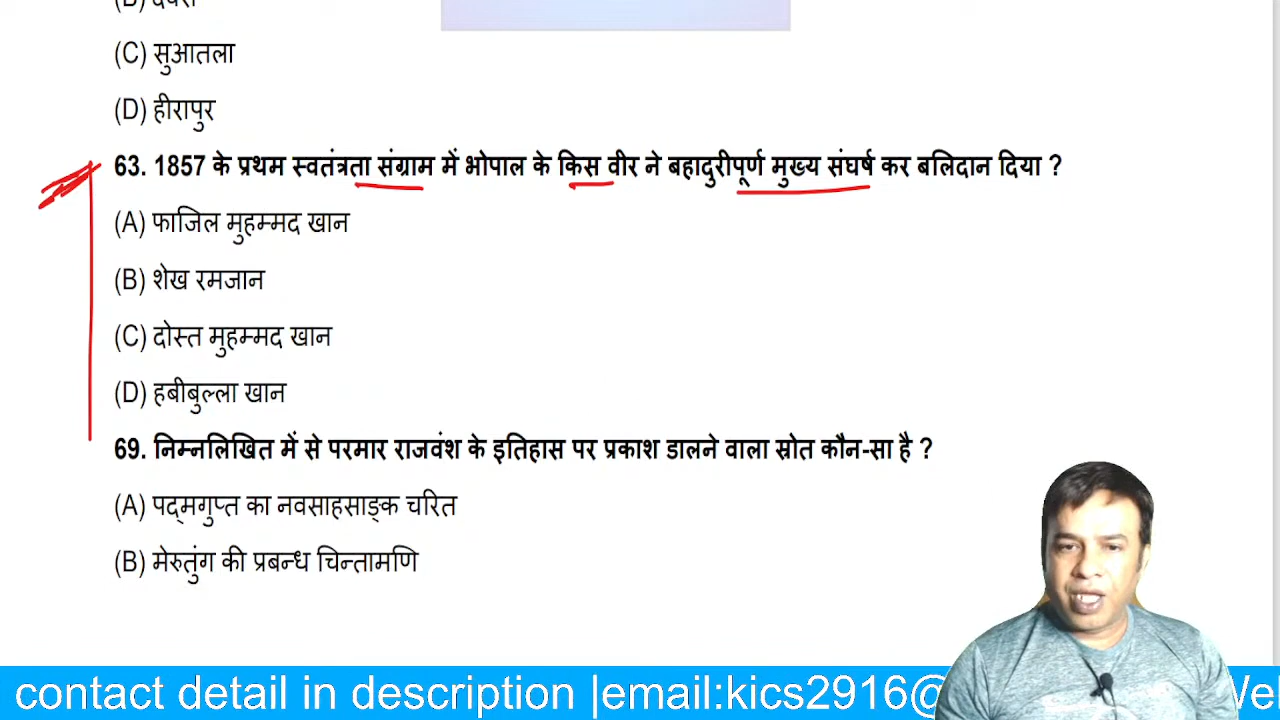 (C) सुआतला
(D) हीरापुर
63. 1857 के प्रथम स्वतंत्रता संग्राम में भोपाल के किस वीर ने बहादुरीपूर्ण मुख्य संघर्ष कर बलिदान दिया ?
(A) फाजिल मुहम्मद खान
(B) शेख रमजान
(C) दोस्त मुहम्मद खान
(D) हबीबुल्ला खान
69. निम्नलिखित में से परमार राजवंश के इतिहास पर प्रकाश डालने वाला स्रोत कौन-सा है ?
(A) पद्मगुप्त का नवसाहसाङ्क चरित
(B) मेरुतुंग की प्रबन्ध चिन्तामणि
contact detail in description |email:kics2916@